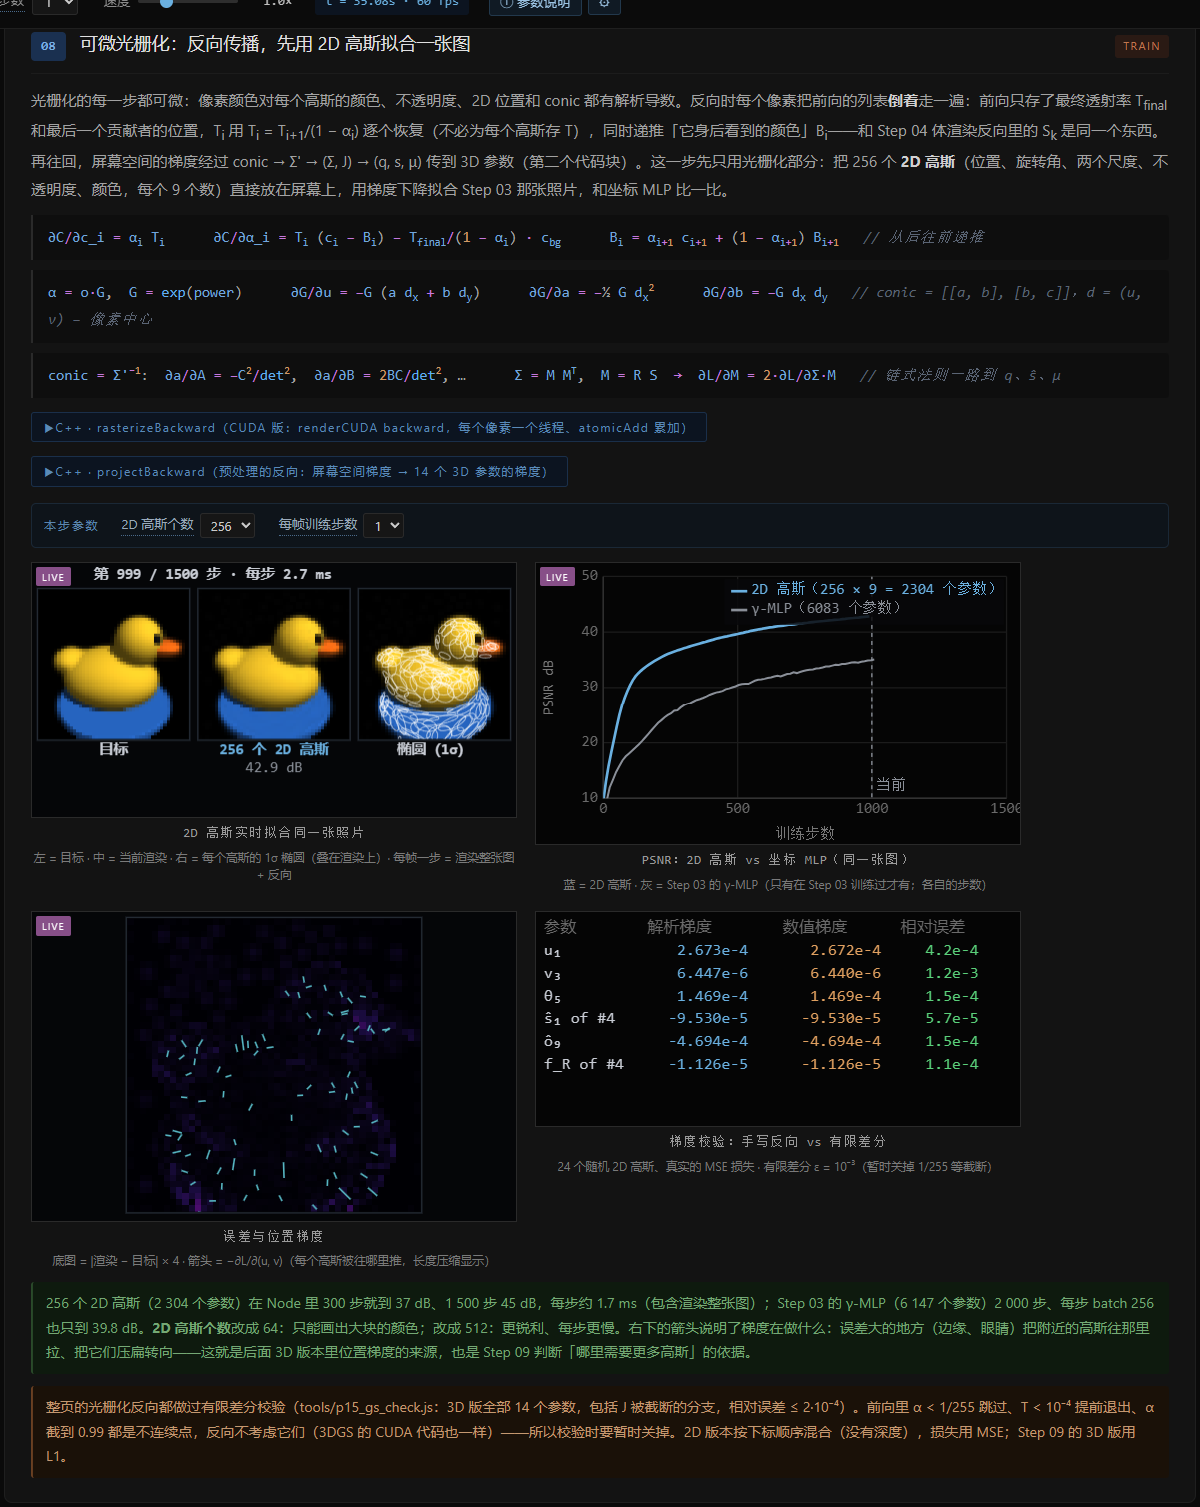 步数 1 速度 1.0x t = 35.08s · 60 fps ⓘ 参数说明 ⚙
08 可微光栅化：反向传播，先用 2D 高斯拟合一张图 TRAIN
光栅化的每一步都可微：像素颜色对每个高斯的颜色、不透明度、2D 位置和 conic 都有解析导数。反向时每个像素把前向的列表倒着走一遍：前向只存了最终透射率 T_final
和最后一个贡献者的位置，T_i 用 T_i = T_{i+1}/(1 − α_i) 逐个恢复（不必为每个高斯存 T），同时递推「它身后看到的颜色」B_i——和 Step 04 体渲染反向里的 S_k 是同一个东西。
再往回，屏幕空间的梯度经过 conic → Σ' → (Σ, J) → (q, s, μ) 传到 3D 参数（第二个代码块）。这一步先只用光栅化部分：把 256 个 2D 高斯（位置、旋转角、两个尺度、不
透明度、颜色，每个 9 个数）直接放在屏幕上，用梯度下降拟合 Step 03 那张照片，和坐标 MLP 比一比。
∂C/∂c_i = α_i T_i ∂C/∂α_i = T_i (c_i − B_i) − T_final/(1 − α_i) · c_bg B_i = α_{i+1} c_{i+1} + (1 − α_{i+1}) B_{i+1} // 从后往前递推
α = o·G, G = exp(power) ∂G/∂u = −G (a d_x + b d_y) ∂G/∂a = −½ G d_x² ∂G/∂b = −G d_x d_y // conic = [[a, b], [b, c]]，d = (u,
v) − 像素中心
conic = Σ'⁻¹: ∂a/∂A = −C²/det², ∂a/∂B = 2BC/det², … Σ = M Mᵀ, M = R S → ∂L/∂M = 2·∂L/∂Σ·M // 链式法则一路到 q、ŝ、μ
▶C++ · rasterizeBackward（CUDA 版：renderCUDA backward，每个像素一个线程、atomicAdd 累加）
▶C++ · projectBackward（预处理的反向：屏幕空间梯度 → 14 个 3D 参数的梯度）
本步参数 2D 高斯个数 256 每帧训练步数 1
LIVE 第 999 / 1500 步 · 每步 2.7 ms
目标 256 个 2D 高斯 椭圆 (1σ)
42.9 dB
2D 高斯实时拟合同一张照片
左 = 目标 · 中 = 当前渲染 · 右 = 每个高斯的 1σ 椭圆（叠在渲染上）· 每帧一步 = 渲染整张图
+ 反向
LIVE 50
2D 高斯（256 × 9 = 2304 个参数）
γ-MLP（6083 个参数）
40
30
20
10
PSNR dB
当前
0 500 1000 1500
训练步数
PSNR：2D 高斯 vs 坐标 MLP（同一张图）
蓝 = 2D 高斯 · 灰 = Step 03 的 γ-MLP（只有在 Step 03 训练过才有；各自的步数）
LIVE
误差与位置梯度
底图 = |渲染 − 目标| × 4 · 箭头 = −∂L/∂(u, v)（每个高斯被往哪里推，长度压缩显示）
参数 解析梯度 数值梯度 相对误差
u₁ 2.673e-4 2.672e-4 4.2e-4
v₃ 6.447e-6 6.440e-6 1.2e-3
θ₅ 1.469e-4 1.469e-4 1.5e-4
ŝ₁ of #4 -9.530e-5 -9.530e-5 5.7e-5
ô₉ -4.694e-4 -4.694e-4 1.5e-4
f_R of #4 -1.126e-5 -1.126e-5 1.1e-4
梯度校验：手写反向 vs 有限差分
24 个随机 2D 高斯、真实的 MSE 损失 · 有限差分 ε = 10⁻³（暂时关掉 1/255 等截断）
256 个 2D 高斯（2 304 个参数）在 Node 里 300 步就到 37 dB、1 500 步 45 dB，每步约 1.7 ms（包含渲染整张图）；Step 03 的 γ-MLP（6 147 个参数）2 000 步、每步 batch 256
也只到 39.8 dB。2D 高斯个数改成 64：只能画出大块的颜色；改成 512：更锐利、每步更慢。右下的箭头说明了梯度在做什么：误差大的地方（边缘、眼睛）把附近的高斯往那里
拉、把它们压扁转向——这就是后面 3D 版本里位置梯度的来源，也是 Step 09 判断「哪里需要更多高斯」的依据。
整页的光栅化反向都做过有限差分校验（tools/p15_gs_check.js：3D 版全部 14 个参数，包括 J 被截断的分支，相对误差 ≤ 2·10⁻⁴）。前向里 α < 1/255 跳过、T < 10⁻⁴ 提前退出、α
截到 0.99 都是不连续点，反向不考虑它们（3DGS 的 CUDA 代码也一样）——所以校验时要暂时关掉。2D 版本按下标顺序混合（没有深度），损失用 MSE；Step 09 的 3D 版用
L1。